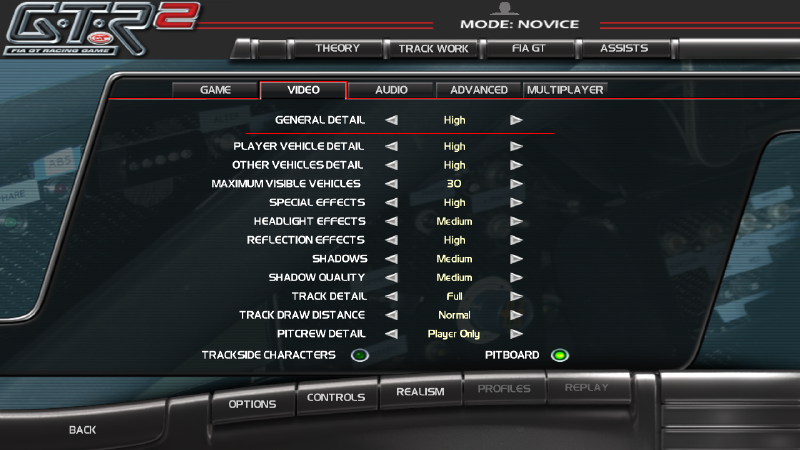 GTR2
FIA GT RACING GAME
MODE: NOVICE
THEORY TRACK WORK FIA GT ASSISTS
GAME VIDEO AUDIO ADVANCED MULTIPLAYER
GENERAL DETAIL High
PLAYER VEHICLE DETAIL High
OTHER VEHICLES DETAIL High
MAXIMUM VISIBLE VEHICLES 30
SPECIAL EFFECTS High
HEADLIGHT EFFECTS Medium
REFLECTION EFFECTS High
SHADOWS Medium
SHADOW QUALITY Medium
TRACK DETAIL Full
TRACK DRAW DISTANCE Normal
PITCREW DETAIL Player Only
TRACKSIDE CHARACTERS PITBOARD
ABS
BACK OPTIONS CONTROLS REALISM PROFILES REPLAY